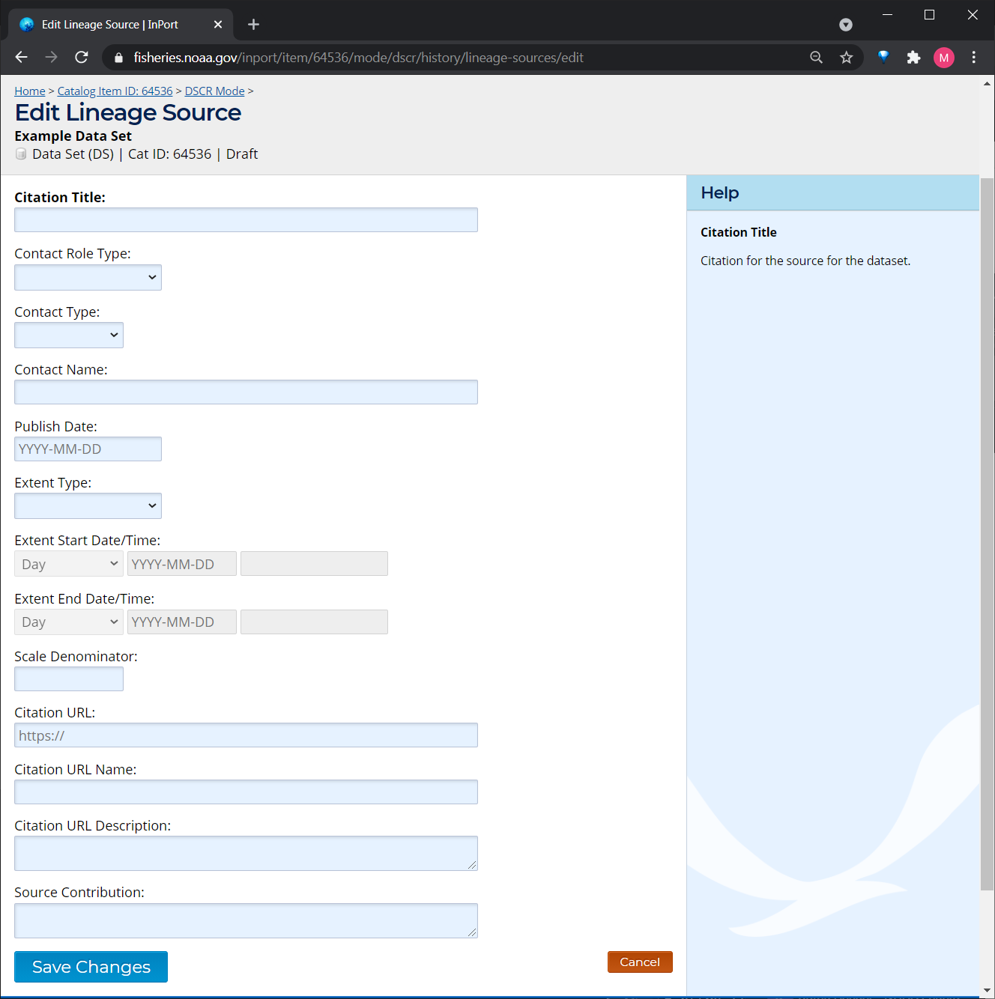 Edit Lineage Source | InPort
fisheries.noaa.gov/inport/item/64536/mode/dscr/history/lineage-sources/edit
M
Home > Catalog Item ID: 64536 > DSCR Mode >
Edit Lineage Source
Example Data Set
Data Set (DS) | Cat ID: 64536 | Draft
Citation Title:
Contact Role Type:
Contact Type:
Contact Name:
Publish Date:
YYYY-MM-DD
Extent Type:
Extent Start Date/Time:
Day YYYY-MM-DD
Extent End Date/Time:
Day YYYY-MM-DD
Scale Denominator:
Citation URL:
https://
Citation URL Name:
Citation URL Description:
Source Contribution:
Save Changes
Cancel
Help
Citation Title
Citation for the source for the dataset.